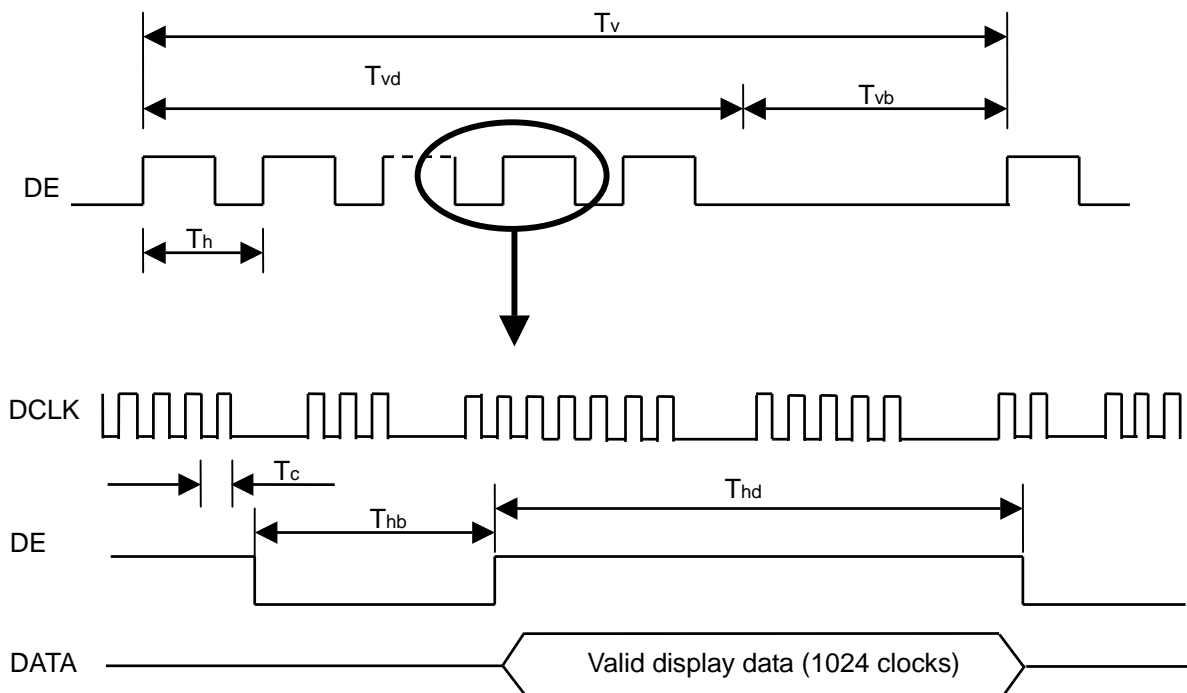 Tv
Tvd
Tvb
DE
Th
DCLK
Tc
Thd
Thb
DE
DATA
Valid display data (1024 clocks)